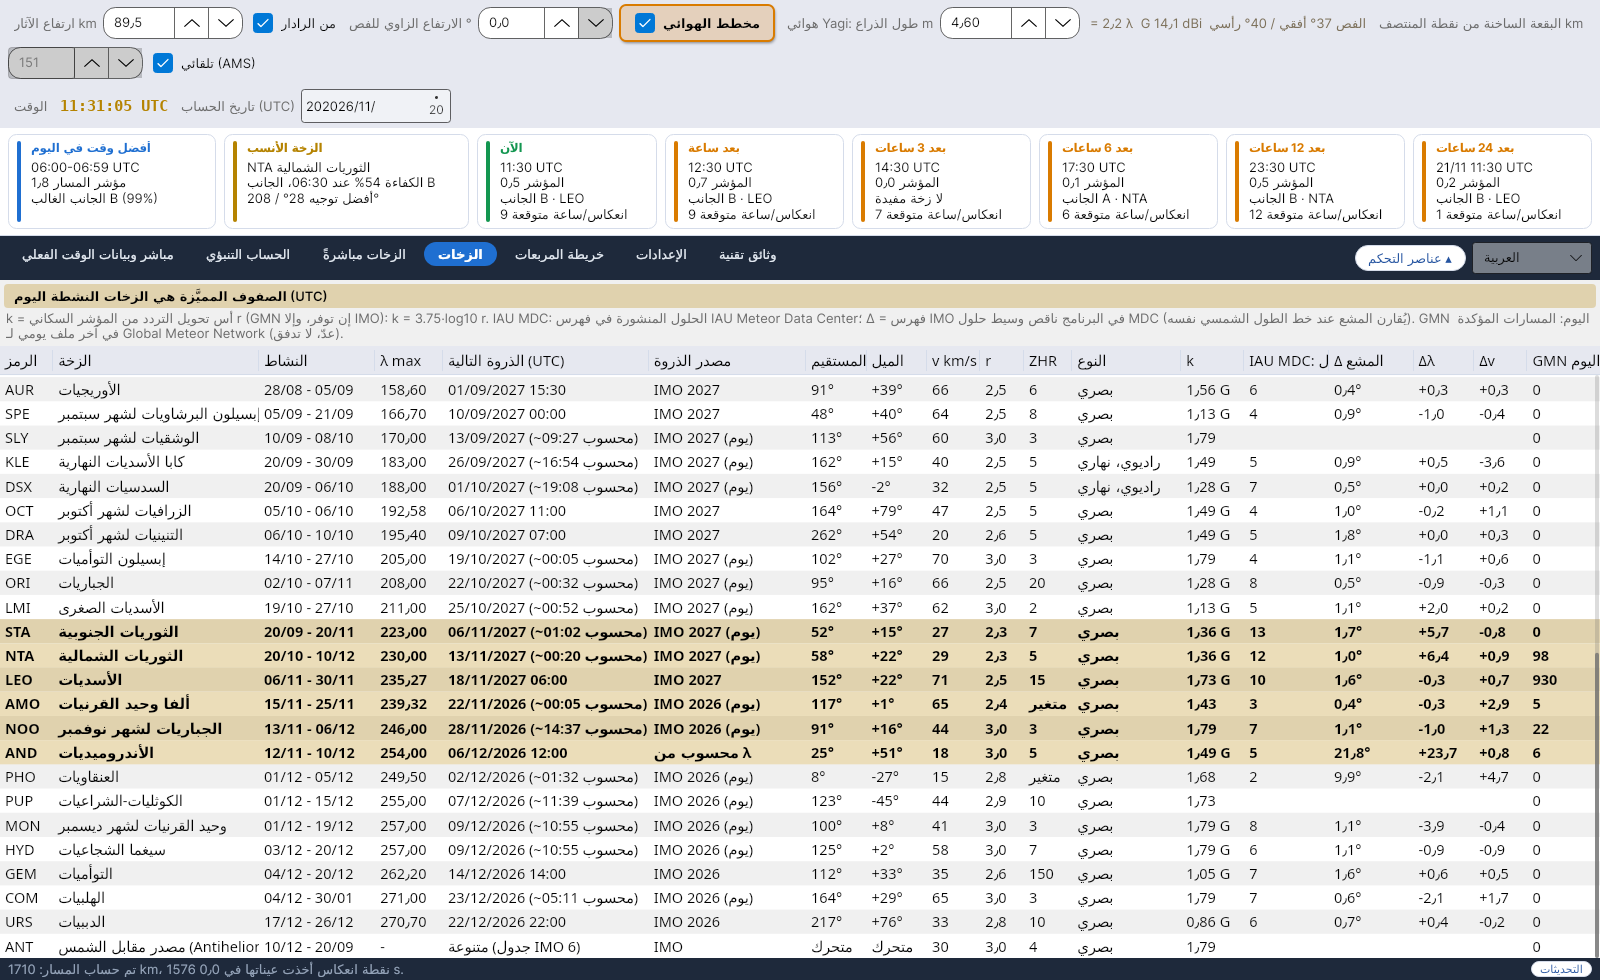 ارتفاع الآثار km 89٫5 من الرادار الارتفاع الزاوي للفص ° 0٫0 مخطط الهوائي هوائي Yagi: طول الذراع m 4٫60 = 2٫2 λ G 14٫1 dBi الفص 37° أفقي / 40° رأسي البقعة الساخنة من نقطة المنتصف km
151 تلقائي (AMS)
الوقت 11:31:05 UTC تاريخ الحساب (UTC) 202026/11/ 20
أفضل وقت في اليوم
06:00-06:59 UTC
مؤشر المسار 1٫8
الجانب الغالب B (99%)
الزخة الأنسب
NTA الثوريات الشمالية
الكفاءة 54% عند 06:30، الجانب B
أفضل توجيه 28° / 208°
الآن
11:30 UTC
المؤشر 0٫5
الجانب B · LEO
انعكاس/ساعة متوقعة 9
بعد ساعة
12:30 UTC
المؤشر 0٫7
الجانب B · LEO
انعكاس/ساعة متوقعة 9
بعد 3 ساعات
14:30 UTC
المؤشر 0٫0
لا زخة مفيدة
انعكاس/ساعة متوقعة 7
بعد 6 ساعات
17:30 UTC
المؤشر 0٫1
الجانب A · NTA
انعكاس/ساعة متوقعة 6
بعد 12 ساعات
23:30 UTC
المؤشر 0٫5
الجانب B · NTA
انعكاس/ساعة متوقعة 12
بعد 24 ساعات
21/11 11:30 UTC
المؤشر 0٫2
الجانب B · LEO
انعكاس/ساعة متوقعة 1
مباشر وبيانات الوقت الفعلي الحساب التنبؤي الزخات مباشرةً الزخات خريطة المربعات الإعدادات وثائق تقنية ▴ عناصر التحكم العربية
الصفوف المميَّزة هي الزخات النشطة اليوم (UTC)
k = أس تحويل التردد من المؤشر السكاني r (GMN إن توفر، وإلا IMO): k = 3.75·log10 r. IAU MDC: الحلول المنشورة في فهرس IAU Meteor Data Center؛ Δ = فهرس IMO في البرنامج ناقص وسيط حلول MDC (يُقارن المشع عند خط الطول الشمسي نفسه). GMN اليوم: المسارات المؤكدة
في آخر ملف يومي لـ Global Meteor Network (عدّ، لا تدفق).
الرمز الزخة النشاط λ max الذروة التالية (UTC) مصدر الذروة المستقيم الميل v km/s r ZHR النوع k IAU MDC: ل Δ المشع Δλ Δv GMN اليوم
AUR الأوريجيات 28/08 - 05/09 158٫60 01/09/2027 15:30 IMO 2027 91° +39° 66 2٫5 6 بصري 1٫56 G 6 0٫4° +0٫3 +0٫3 0
SPE إبسيلون البرشاويات لشهر سبتمبر 05/09 - 21/09 166٫70 10/09/2027 00:00 IMO 2027 48° +40° 64 2٫5 8 بصري 1٫13 G 4 0٫9° -1٫0 -0٫4 0
SLY الوشقيات لشهر سبتمبر 10/09 - 08/10 170٫00 13/09/2027 (~09:27 محسوب) IMO 2027 (يوم) 113° +56° 60 3٫0 3 بصري 1٫79 0
KLE كابا الأسديات النهارية 20/09 - 30/09 183٫00 26/09/2027 (~16:54 محسوب) IMO 2027 (يوم) 162° +15° 40 2٫5 5 راديوي، نهاري 1٫49 5 0٫9° +0٫5 -3٫6 0
DSX السدسيات النهارية 20/09 - 06/10 188٫00 01/10/2027 (~19:08 محسوب) IMO 2027 (يوم) 156° -2° 32 2٫5 5 راديوي، نهاري 1٫28 G 7 0٫5° +0٫0 +0٫2 0
OCT الزرافيات لشهر أكتوبر 05/10 - 06/10 192٫58 06/10/2027 11:00 IMO 2027 164° +79° 47 2٫5 5 بصري 1٫49 G 4 1٫0° -0٫2 +1٫1 0
DRA التنينيات لشهر أكتوبر 06/10 - 10/10 195٫40 09/10/2027 07:00 IMO 2027 262° +54° 20 2٫6 5 بصري 1٫49 G 5 1٫8° +0٫0 +0٫3 0
EGE إبسيلون التوأميات 14/10 - 27/10 205٫00 19/10/2027 (~00:05 محسوب) IMO 2027 (يوم) 102° +27° 70 3٫0 3 بصري 1٫79 4 1٫1° -1٫1 +0٫6 0
ORI الجباريات 02/10 - 07/11 208٫00 22/10/2027 (~00:32 محسوب) IMO 2027 (يوم) 95° +16° 66 2٫5 20 بصري 1٫28 G 8 0٫5° -0٫9 -0٫3 0
LMI الأسديات الصغرى 19/10 - 27/10 211٫00 25/10/2027 (~00:52 محسوب) IMO 2027 (يوم) 162° +37° 62 3٫0 2 بصري 1٫13 G 5 1٫1° +2٫0 +0٫2 0
STA الثوريات الجنوبية 20/09 - 20/11 223٫00 06/11/2027 (~01:02 محسوب) IMO 2027 (يوم) 52° +15° 27 2٫3 7 بصري 1٫36 G 13 1٫7° +5٫7 -0٫8 0
NTA الثوريات الشمالية 20/10 - 10/12 230٫00 13/11/2027 (~00:20 محسوب) IMO 2027 (يوم) 58° +22° 29 2٫3 5 بصري 1٫36 G 12 1٫0° +6٫4 +0٫9 98
LEO الأسديات 06/11 - 30/11 235٫27 18/11/2027 06:00 IMO 2027 152° +22° 71 2٫5 15 بصري 1٫73 G 10 1٫6° -0٫3 +0٫7 930
AMO ألفا وحيد القرنيات 15/11 - 25/11 239٫32 22/11/2026 (~00:05 محسوب) IMO 2026 (يوم) 117° +1° 65 2٫4 متغير بصري 1٫43 3 0٫4° -0٫3 +2٫9 5
NOO الجباريات لشهر نوفمبر 13/11 - 06/12 246٫00 28/11/2026 (~14:37 محسوب) IMO 2026 (يوم) 91° +16° 44 3٫0 3 بصري 1٫79 7 1٫1° -1٫0 +1٫3 22
AND الأندروميديات 12/11 - 10/12 254٫00 06/12/2026 12:00 محسوب من λ 25° +51° 18 3٫0 5 بصري 1٫49 G 5 21٫8° +23٫7 +0٫8 6
PHO العنقاويات 01/12 - 05/12 249٫50 02/12/2026 (~01:32 محسوب) IMO 2026 (يوم) 8° -27° 15 2٫8 متغير بصري 1٫68 2 9٫9° -2٫1 +4٫7 0
PUP الكوثليات-الشراعيات 01/12 - 15/12 255٫00 07/12/2026 (~11:39 محسوب) IMO 2026 (يوم) 123° -45° 44 2٫9 10 بصري 1٫73 0
MON وحيد القرنيات لشهر ديسمبر 01/12 - 19/12 257٫00 09/12/2026 (~10:55 محسوب) IMO 2026 (يوم) 100° +8° 41 3٫0 3 بصري 1٫79 G 8 1٫1° -3٫9 -0٫4 0
HYD سيغما الشجاعيات 03/12 - 20/12 257٫00 09/12/2026 (~10:55 محسوب) IMO 2026 (يوم) 125° +2° 58 3٫0 7 بصري 1٫79 G 6 1٫1° -0٫9 -0٫9 0
GEM التوأميات 04/12 - 20/12 262٫20 14/12/2026 14:00 IMO 2026 112° +33° 35 2٫6 150 بصري 1٫05 G 7 1٫6° +0٫6 +0٫5 0
COM الهلبيات 04/12 - 30/01 271٫00 23/12/2026 (~05:11 محسوب) IMO 2026 (يوم) 164° +29° 65 3٫0 3 بصري 1٫79 7 0٫6° -2٫1 +1٫7 0
URS الدببيات 17/12 - 26/12 270٫70 22/12/2026 22:00 IMO 2026 217° +76° 33 2٫8 10 بصري 0٫86 G 6 0٫7° +0٫4 -0٫2 0
ANT مصدر مقابل الشمس (Antihelior 10/12 - 20/09 - متنوعة (جدول IMO 6) IMO متحرك متحرك 30 3٫0 4 بصري 1٫79 0
تم حساب المسار: 1710 km، 1576 نقطة انعكاس أخذت عيناتها في 0٫0 s. التحديثات